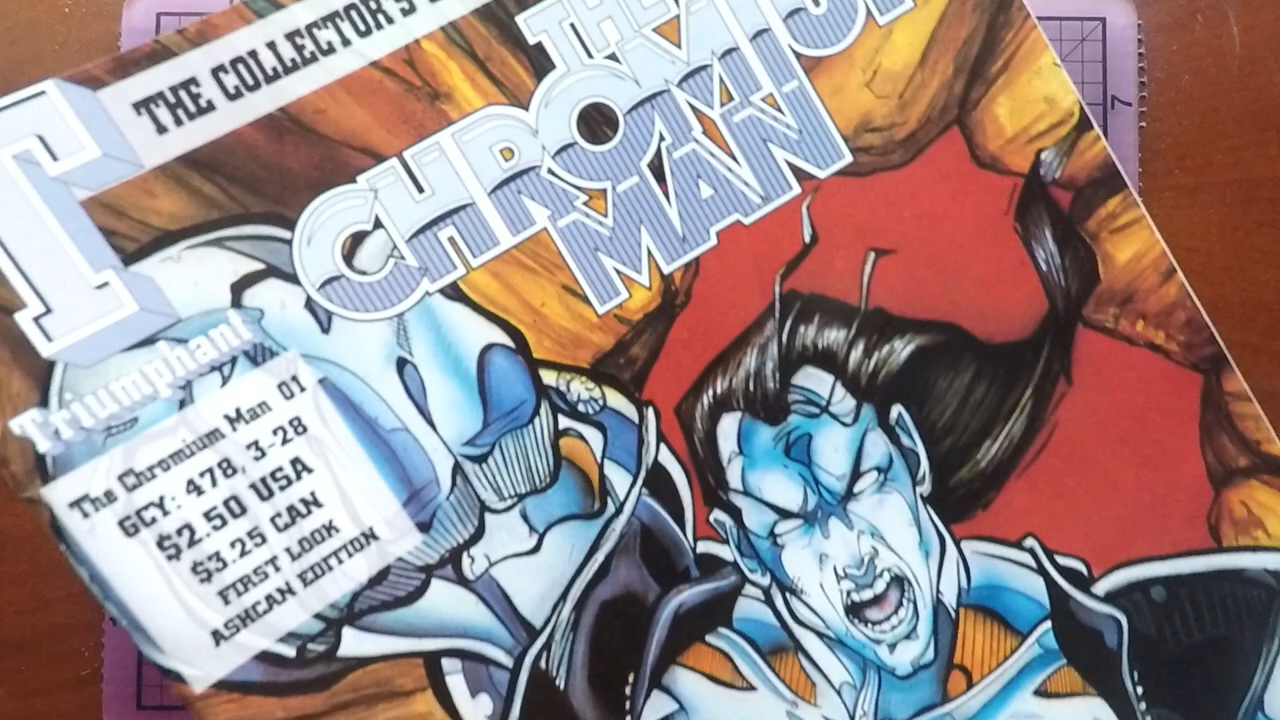 THE COLLECTOR'S
THE
CHROMIUM
MAN
T
Triumphant
The Chromium Man 01
GCY: 478, 3-28
$2.50 USA
$3.25 CAN
FIRST LOOK
ASHCAN EDITION
7